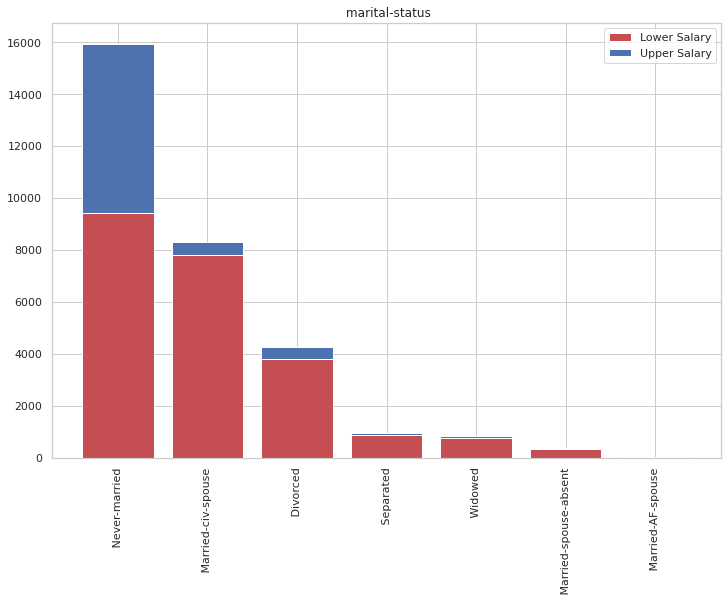 marital-status
Lower Salary
Upper Salary
16000
14000
12000
10000
8000
6000
4000
2000
0
Never-married
Married-civ-spouse
Divorced
Separated
Widowed
Married-spouse-absent
Married-AF-spouse